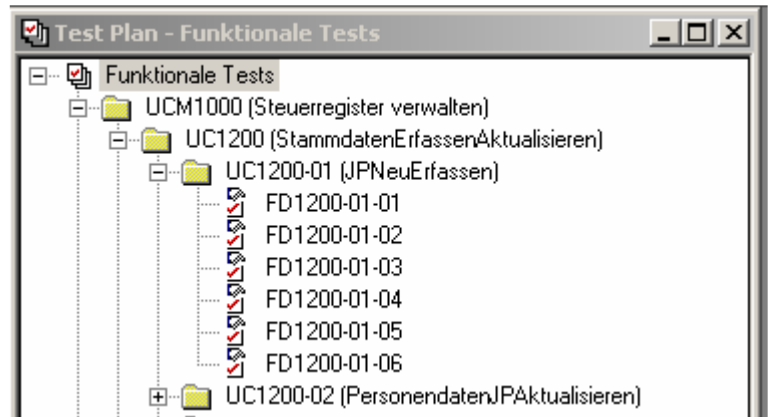 Test Plan - Funktionale Tests
Funktionale Tests
UCM1000 (Steuerregister verwalten)
UC1200 (StammdatenErfassenAktualisieren)
UC1200-01 (JPNeuErfassen)
FD1200-01-01
FD1200-01-02
FD1200-01-03
FD1200-01-04
FD1200-01-05
FD1200-01-06
UC1200-02 (PersonendatenJPAktualisieren)